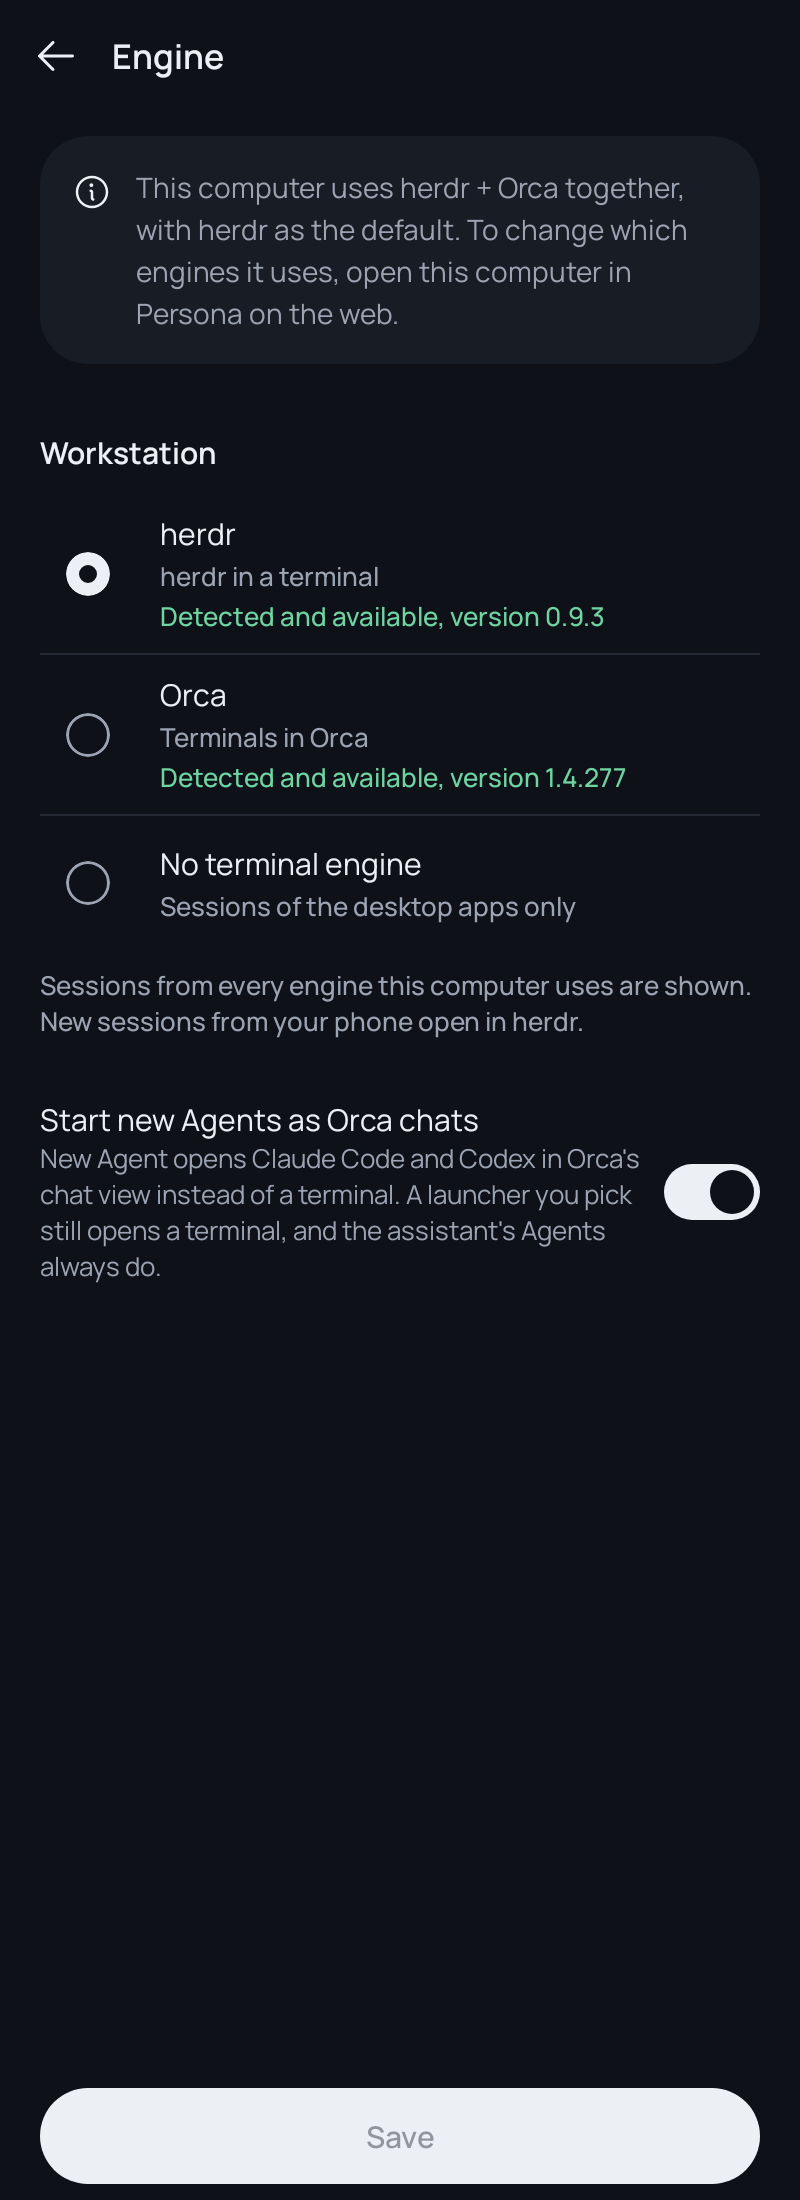 Engine
This computer uses herdr + Orca together,
with herdr as the default. To change which
engines it uses, open this computer in
Persona on the web.
Workstation
herdr
herdr in a terminal
Detected and available, version 0.9.3
Orca
Terminals in Orca
Detected and available, version 1.4.277
No terminal engine
Sessions of the desktop apps only
Sessions from every engine this computer uses are shown.
New sessions from your phone open in herdr.
Start new Agents as Orca chats
New Agent opens Claude Code and Codex in Orca's
chat view instead of a terminal. A launcher you pick
still opens a terminal, and the assistant's Agents
always do.
Save